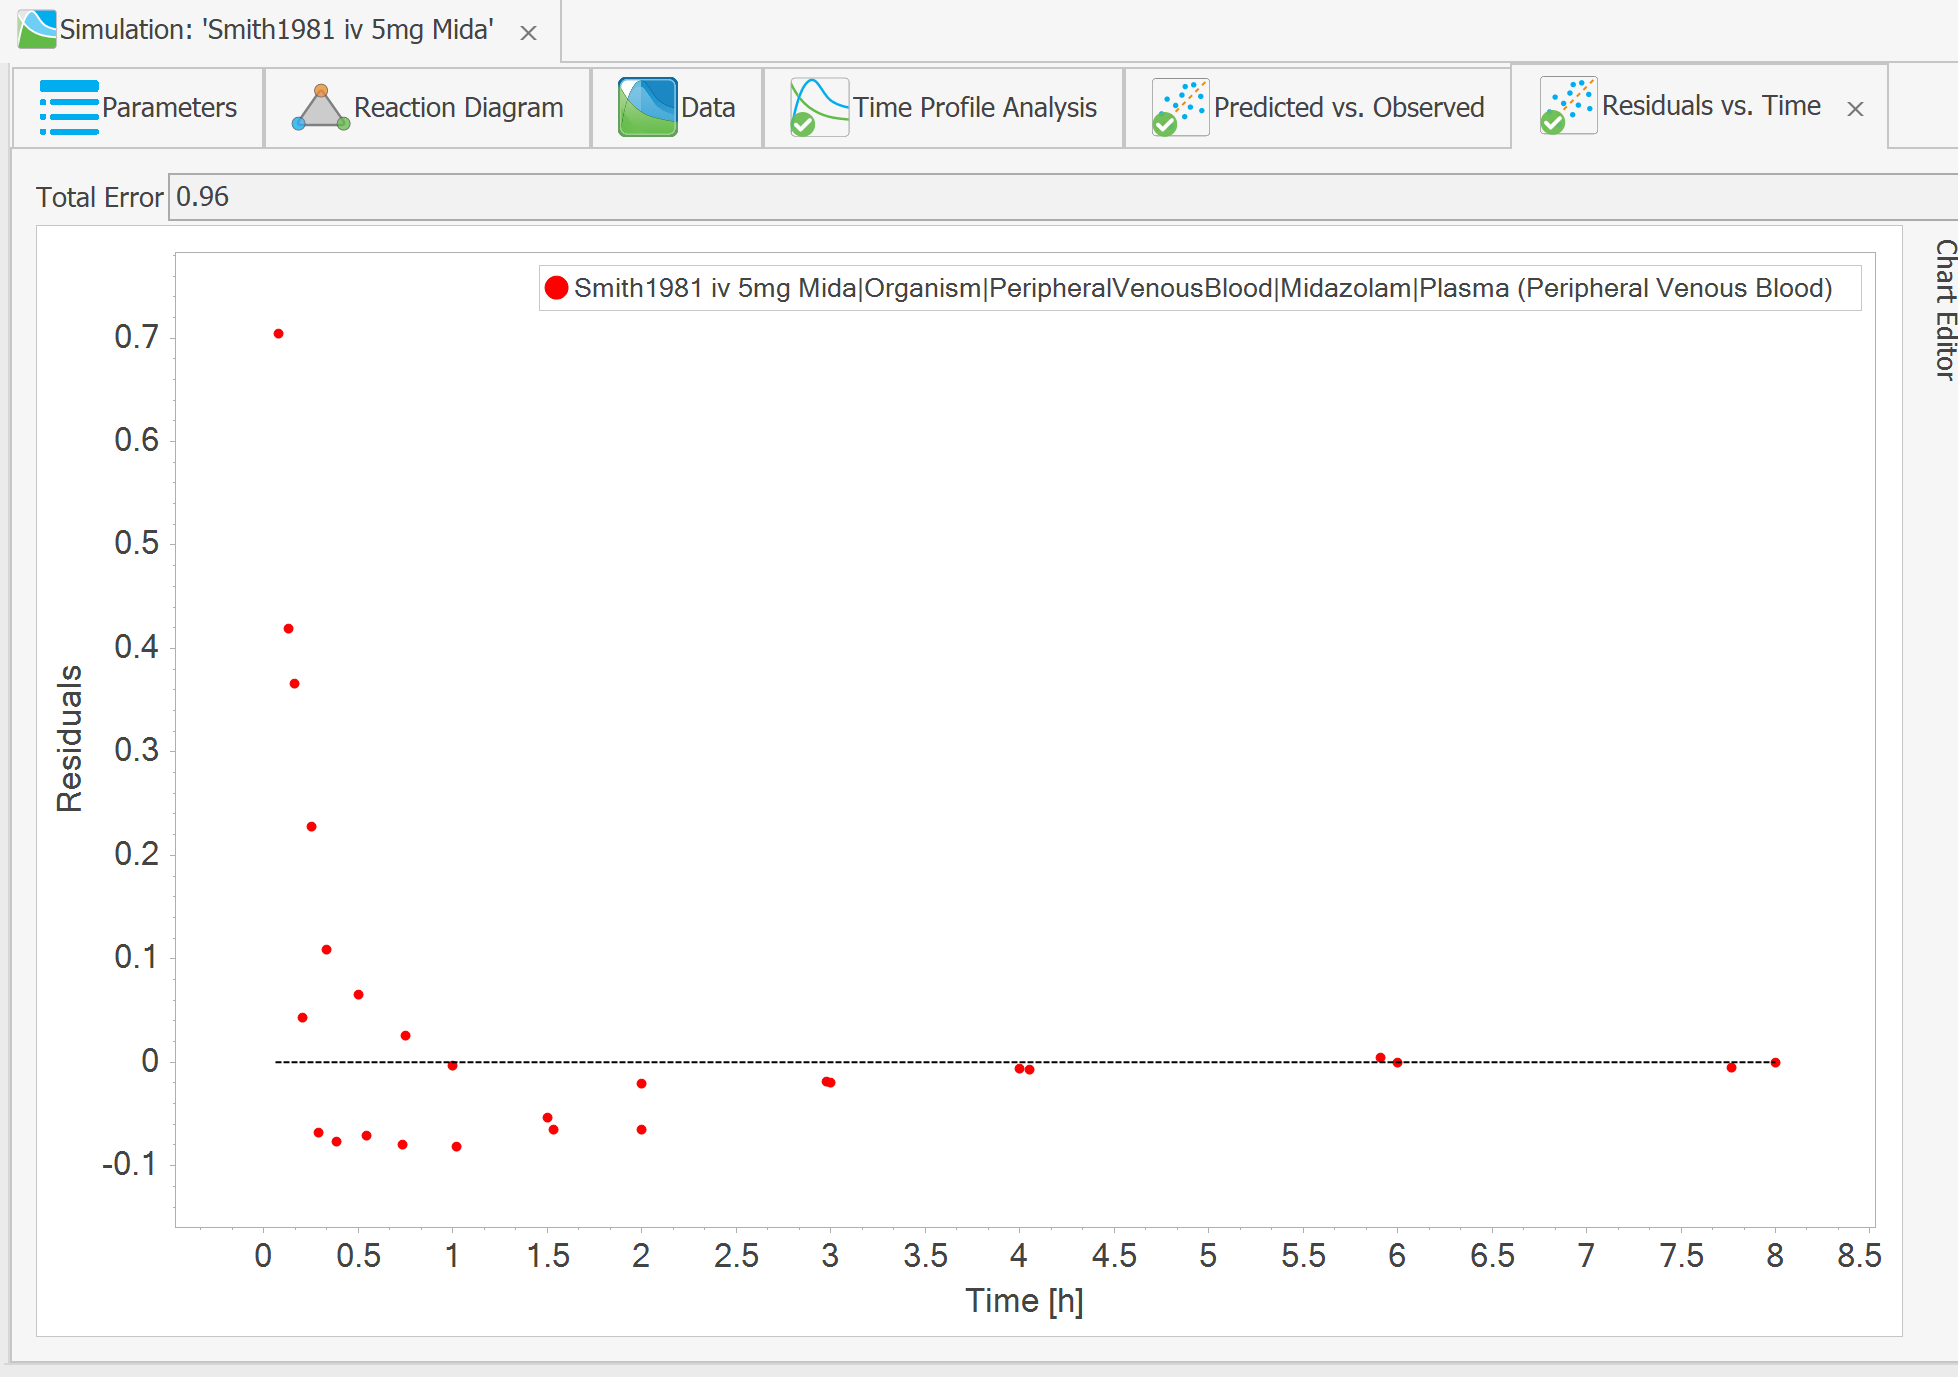 Simulation: 'Smith1981 iv 5mg Mida'
Parameters
Reaction Diagram
Data
Time Profile Analysis
Predicted vs. Observed
Residuals vs. Time
Total Error 0.96
Chart Editor
Smith1981 iv 5mg Mida|Organism|PeripheralVenousBlood|Midazolam|Plasma (Peripheral Venous Blood)
0.7
0.6
0.5
0.4
0.3
0.2
0.1
0
-0.1
Residuals
0 0.5 1 1.5 2 2.5 3 3.5 4 4.5 5 5.5 6 6.5 7 7.5 8 8.5
Time [h]